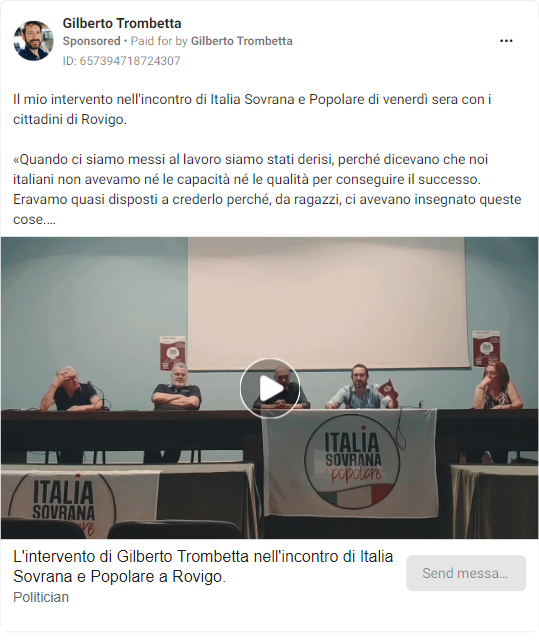 Gilberto Trombetta
Sponsored • Paid for by Gilberto Trombetta
ID: 657394718724307
Il mio intervento nell'incontro di Italia Sovrana e Popolare di venerdì sera con i
cittadini di Rovigo.
«Quando ci siamo messi al lavoro siamo stati derisi, perché dicevano che noi
italiani non avevamo né le capacità né le qualità per conseguire il successo.
Eravamo quasi disposti a crederlo perché, da ragazzi, ci avevano insegnato queste
cose....
ITALIA
SOVRANA
e popolare
ITALIA
SOVRANA
L'intervento di Gilberto Trombetta nell'incontro di Italia
Sovrana e Popolare a Rovigo.
Politician
Send messa...